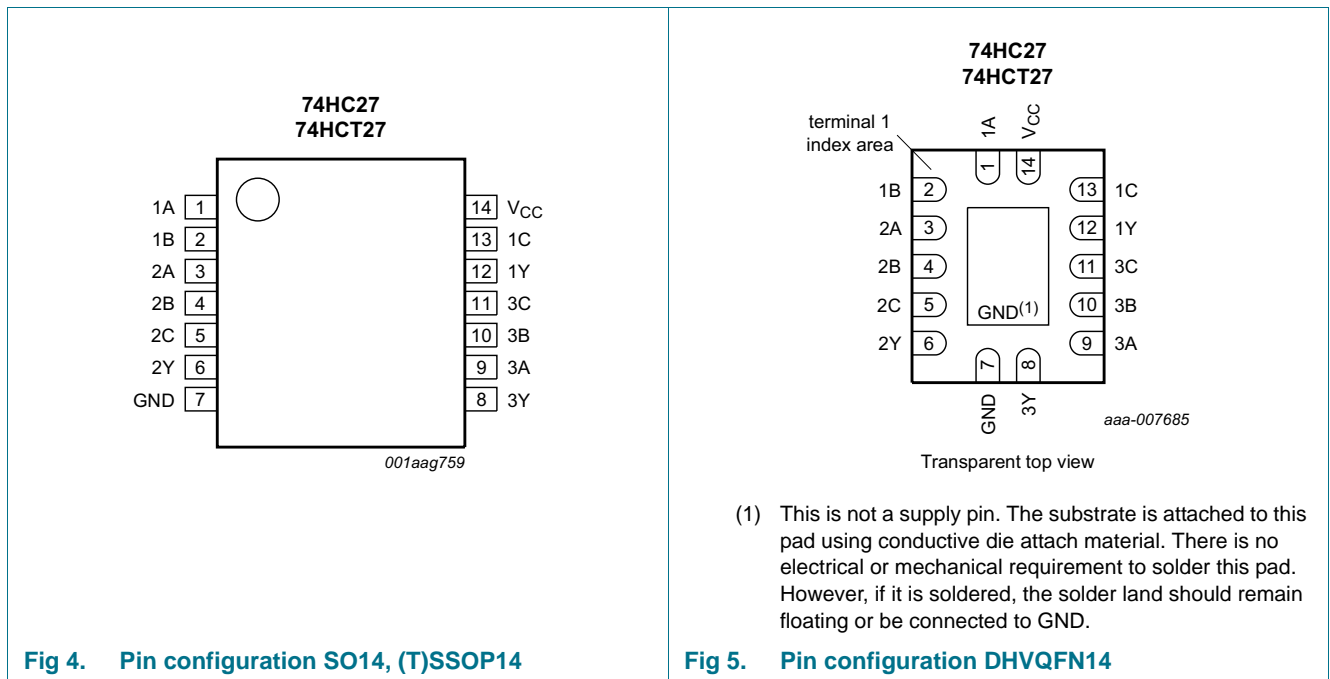 74HC27
74HCT27
1A 1
1B 2
2A 3
2B 4
2C 5
2Y 6
GND 7
14 VCC
13 1C
12 1Y
11 3C
10 3B
9 3A
8 3Y
001aag759
Fig 4. Pin configuration SO14, (T)SSOP14
74HC27
74HCT27
terminal 1
index area
1A
VCC
1
14
1B 2
2A 3
2B 4
2C 5
2Y 6
13 1C
12 1Y
11 3C
10 3B
9 3A
GND(1)
7
8
GND
3Y
aaa-007685
Transparent top view
(1) This is not a supply pin. The substrate is attached to this
pad using conductive die attach material. There is no
electrical or mechanical requirement to solder this pad.
However, if it is soldered, the solder land should remain
floating or be connected to GND.
Fig 5. Pin configuration DHVQFN14